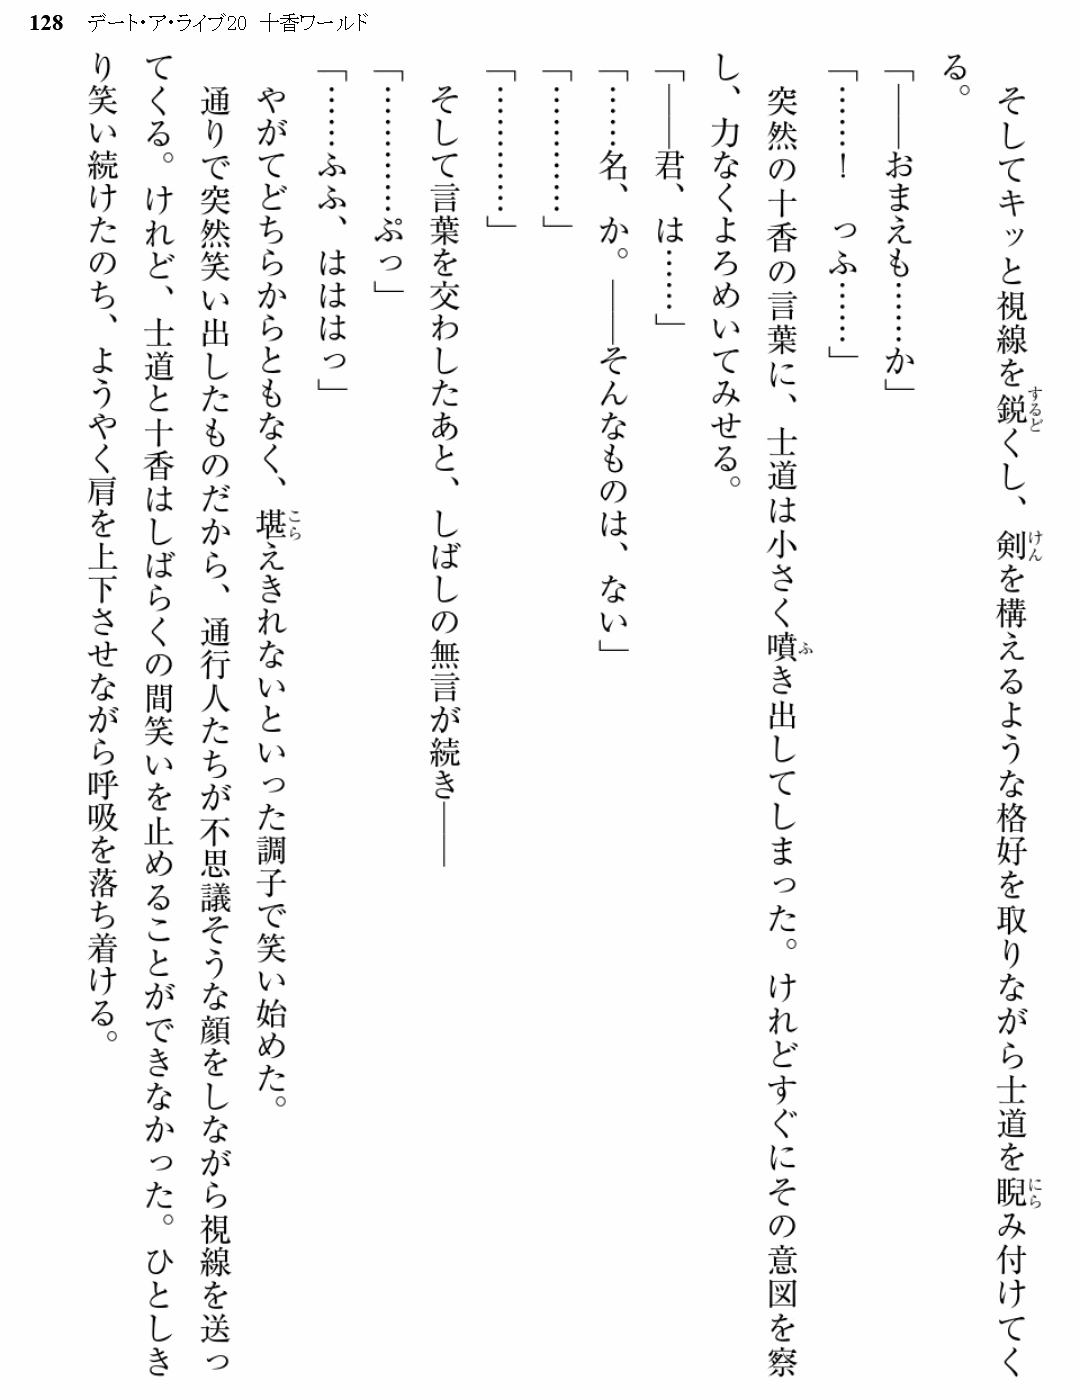 128 デート・ア・ライブ20 十香ワールド
そしてキッと視線を鋭くし、剣を構えるような格好を取りながら士道を睨み付けてく
る。
「――おまえも……か」
「……！　っふ……」
突然の十香の言葉に、士道は小さく噴き出してしまった。けれどすぐにその意図を察
し、力なくよろめいてみせる。
「――君、は……」
「……名、か。――そんなものは、ない」
「…………」
「…………」
そして言葉を交わしたあと、しばしの無言が続き――
「…………ぷっ」
「……ふふ、はははっ」
やがてどちらからともなく、堪えきれないといった調子で笑い始めた。
通りで突然笑い出したものだから、通行人たちが不思議そうな顔をしながら視線を送っ
てくる。けれど、士道と十香はしばらくの間笑いを止めることができなかった。ひとしき
り笑い続けたのち、ようやく肩を上下させながら呼吸を落ち着ける。
するど
けん
にら
ふ
こら